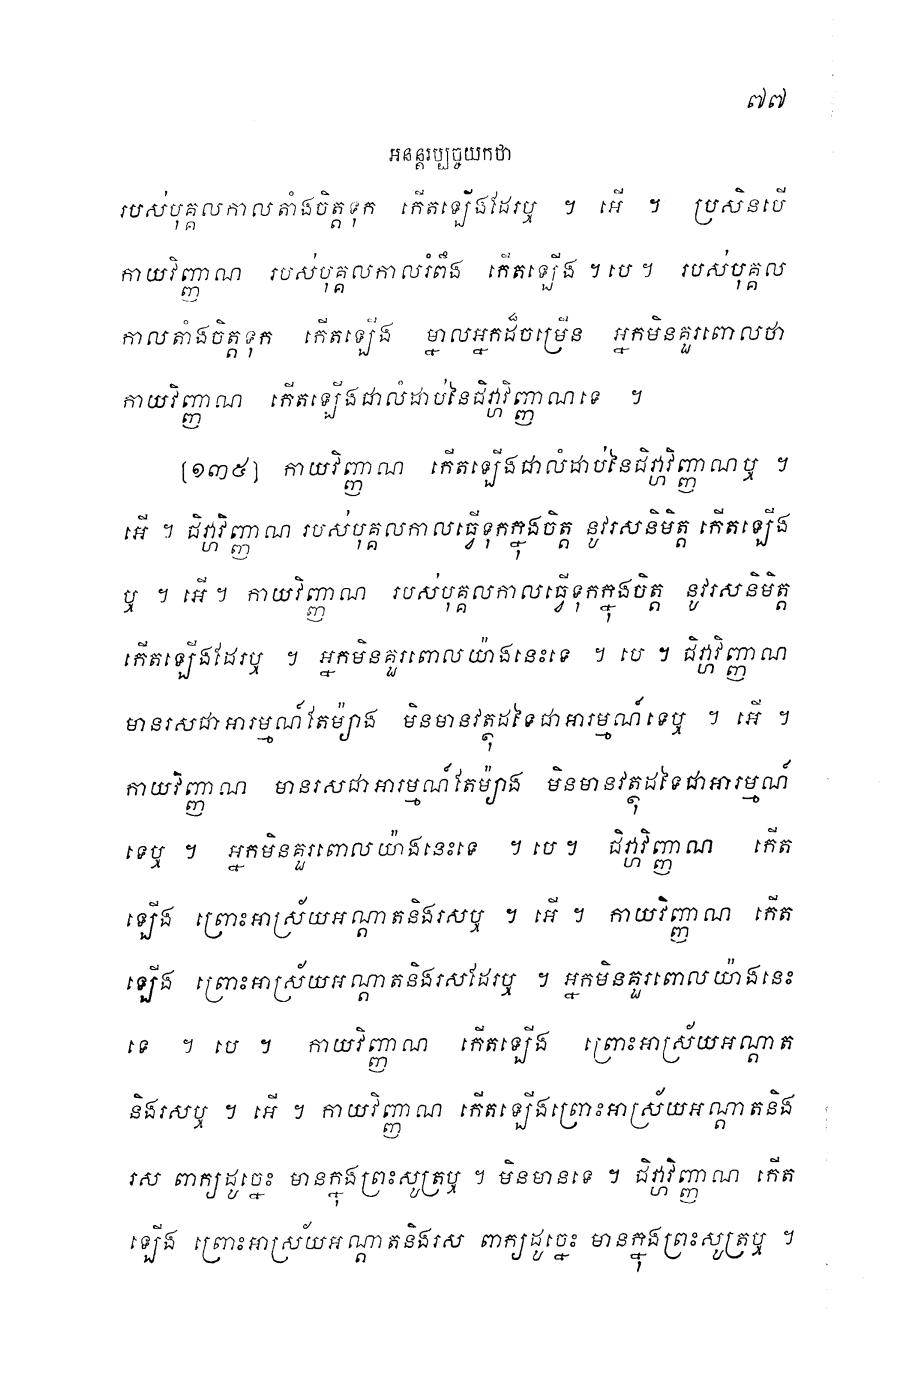 ៧៧
អនន្តរប្បច្ចយកថា
របស់បុគ្គលកាលតាំងចិត្តទុក កើតឡើងដែរឬ ។ អើ ។ ប្រសិនបើ
កាយវិញ្ញាណ របស់បុគ្គលកាលរំពឹង កើតឡើង ។ បេ ។ របស់បុគ្គល
កាលតាំងចិត្តទុក កើតឡើង ម្នាលអ្នកដ៏ចម្រើន អ្នកមិនគួរពោលថា
កាយវិញ្ញាណ កើតឡើងជាលំដាប់នៃជិវ្ហាវិញ្ញាណទេ ។
[១៣៥] កាយវិញ្ញាណ កើតឡើងជាលំដាប់នៃជិវ្ហាវិញ្ញាណឬ ។
អើ ។ ជិវ្ហាវិញ្ញាណ របស់បុគ្គលកាលធ្វើទុកក្នុងចិត្ត នូវរសនិមិត្ត កើតឡើង
ឬ ។ អើ ។ កាយវិញ្ញាណ របស់បុគ្គលកាលធ្វើទុកក្នុងចិត្ត នូវរសនិមិត្ត
កើតឡើងដែរឬ ។ អ្នកមិនគួរពោលយ៉ាងនេះទេ ។ បេ ។ ជិវ្ហាវិញ្ញាណ
មានរសជាអារម្មណ៍តែម៉្យាង មិនមានវត្ថុដទៃជាអារម្មណ៍ទេឬ ។ អើ ។
កាយវិញ្ញាណ មានរសជាអារម្មណ៍តែម៉្យាង មិនមានវត្ថុដទៃជាអារម្មណ៍
ទេឬ ។ អ្នកមិនគួរពោលយ៉ាងនេះទេ ។ បេ ។ ជិវ្ហាវិញ្ញាណ កើត
ឡើង ព្រោះអាស្រ័យអណ្តាតនិងរសឬ ។ អើ ។ កាយវិញ្ញាណ កើត
ឡើង ព្រោះអាស្រ័យអណ្តាតនិងរសដែរឬ ។ អ្នកមិនគួរពោលយ៉ាងនេះ
ទេ ។ បេ ។ កាយវិញ្ញាណ កើតឡើង ព្រោះអាស្រ័យអណ្តាត
និងរសឬ ។ អើ ។ កាយវិញ្ញាណ កើតឡើងព្រោះអាស្រ័យអណ្តាតនិង
រស ពាក្យដូច្នេះ មានក្នុងព្រះសូត្រឬ ។ មិនមានទេ ។ ជិវ្ហាវិញ្ញាណ កើត
ឡើង ព្រោះអាស្រ័យអណ្តាតនិងរស ពាក្យដូច្នេះ មានក្នុងព្រះសូត្រឬ ។